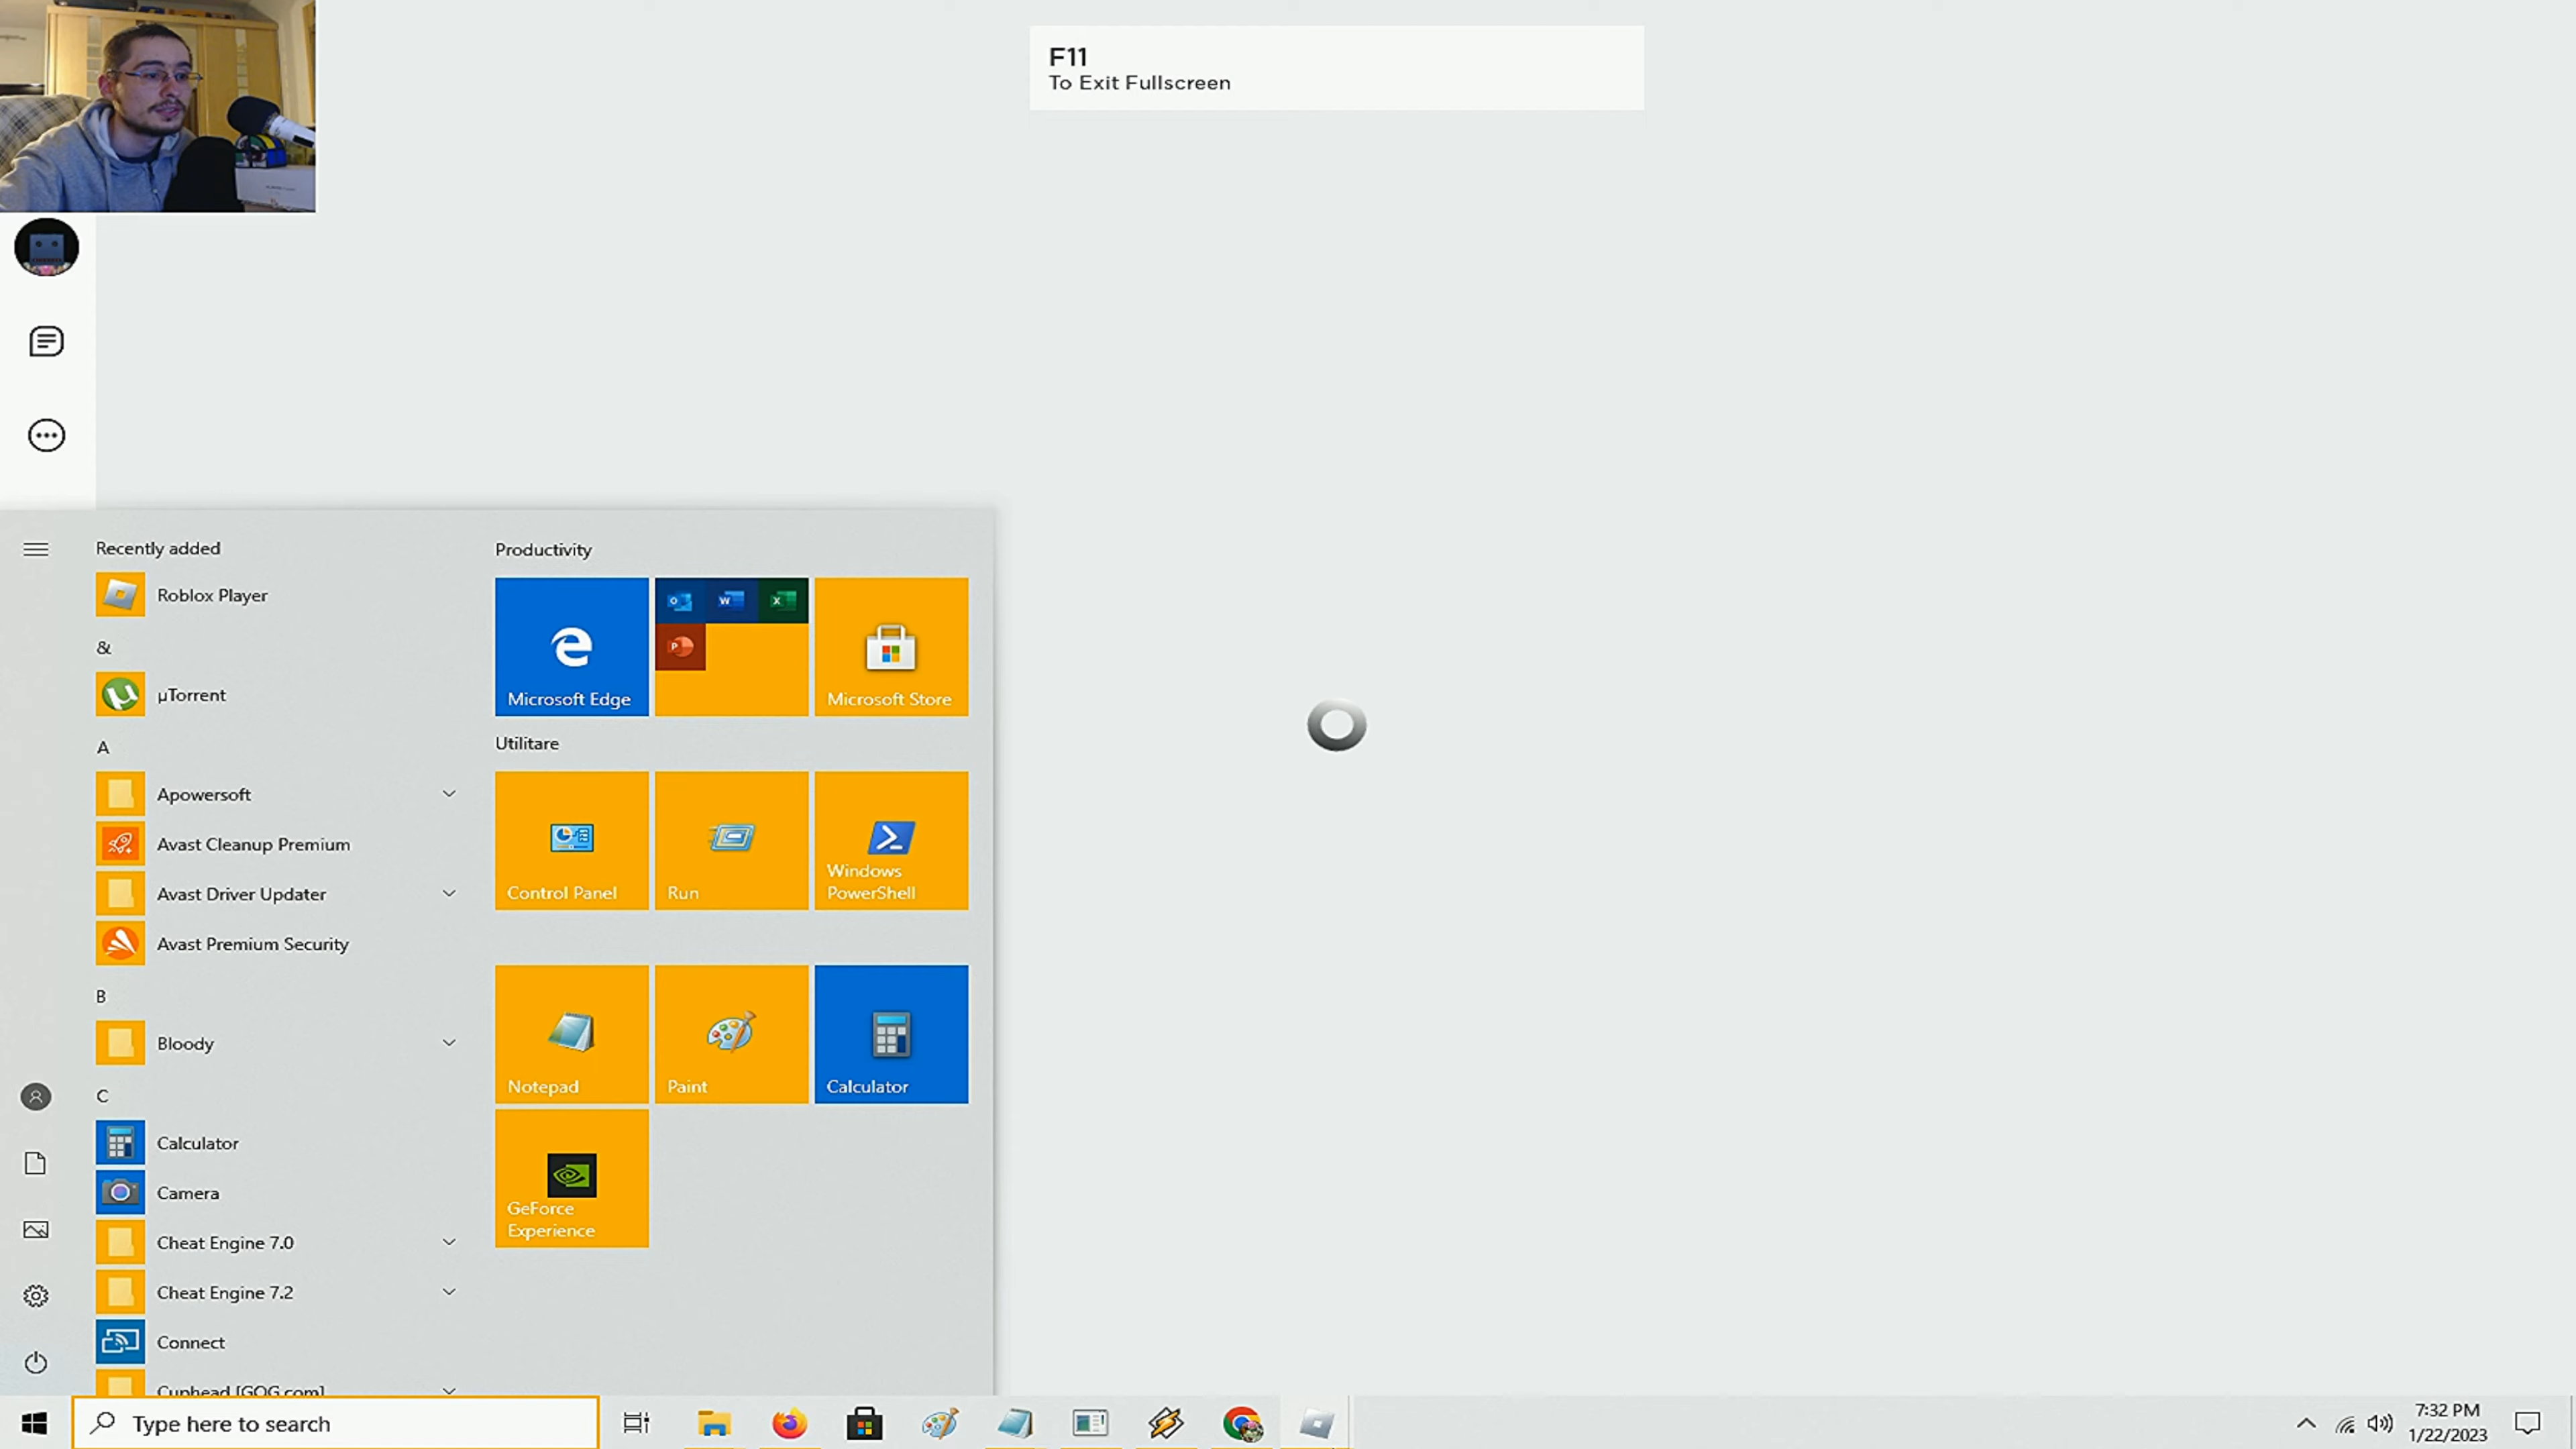 F11
To Exit Fullscreen
Recently added
Roblox Player
&
µTorrent
A
Apowersoft
Avast Cleanup Premium
Avast Driver Updater
Avast Premium Security
B
Bloody
C
Calculator
Camera
Cheat Engine 7.0
Cheat Engine 7.2
Connect
Cuphead [GOG.com]
Productivity
Microsoft Edge
Microsoft Store
Utilitare
Control Panel
Run
Windows
PowerShell
Notepad
Paint
Calculator
GeForce
Experience
Type here to search
7:32 PM
1/22/2023